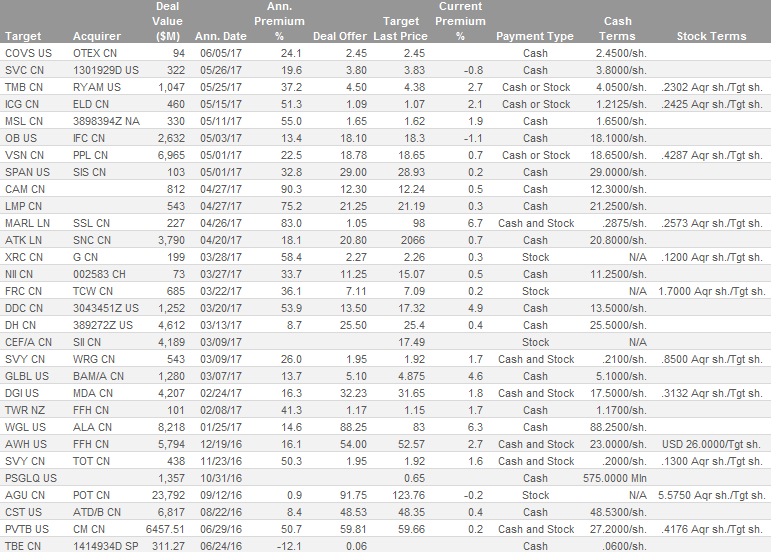 Deal Ann. Target Current
Value Premium Last Price Premium Cash
Target Acquirer ($M) Ann. Date % Deal Offer % Payment Type Terms Stock Terms
COVS US OTEX CN 94 06/05/17 24.1 2.45 2.45 Cash 2.4500/sh.
SVC CN 1301929D US 322 05/26/17 19.6 3.80 3.83 -0.8 Cash 3.8000/sh.
TMB CN RYAM US 1,047 05/25/17 37.2 4.50 4.38 2.7 Cash or Stock 4.0500/sh. .2302 Aqr sh./Tgt sh.
ICG CN ELD CN 460 05/15/17 51.3 1.09 1.07 2.1 Cash or Stock 1.2125/sh. .2425 Aqr sh./Tgt sh.
MSL CN 3898394Z NA 330 05/11/17 55.0 1.65 1.62 1.9 Cash 1.6500/sh.
OB US IFC CN 2,632 05/03/17 13.4 18.10 18.3 -1.1 Cash 18.1000/sh.
VSN CN PPL CN 6,965 05/01/17 22.5 18.78 18.65 0.7 Cash or Stock 18.6500/sh. .4287 Aqr sh./Tgt sh.
SPAN US SIS CN 103 05/01/17 32.8 29.00 28.93 0.2 Cash 29.0000/sh.
CAM CN 812 04/27/17 90.3 12.30 12.24 0.5 Cash 12.3000/sh.
LMP CN 543 04/27/17 75.2 21.25 21.19 0.3 Cash 21.2500/sh.
MARL LN SSL CN 227 04/26/17 83.0 1.05 98 6.7 Cash and Stock .2875/sh. .2573 Aqr sh./Tgt sh.
ATK LN SNC CN 3,790 04/20/17 18.1 20.80 2066 0.7 Cash 20.8000/sh.
XRC CN G CN 199 03/28/17 58.4 2.27 2.26 0.3 Stock N/A .1200 Aqr sh./Tgt sh.
NII CN 002583 CH 73 03/27/17 33.7 11.25 15.07 0.5 Cash 11.2500/sh.
FRC CN TCW CN 685 03/22/17 36.1 7.11 7.09 0.2 Stock N/A 1.7000 Aqr sh./Tgt sh.
DDC CN 3043451Z US 1,252 03/20/17 53.9 13.50 17.32 4.9 Cash 13.5000/sh.
DH CN 389272Z US 4,612 03/13/17 8.7 25.50 25.4 0.4 Cash 25.5000/sh.
CEF/A CN SII CN 4,189 03/09/17 17.49 Stock N/A
SVY CN WRG CN 543 03/09/17 26.0 1.95 1.92 1.7 Cash and Stock .2100/sh. .8500 Aqr sh./Tgt sh.
GLBL US BAM/A CN 1,280 03/07/17 13.7 5.10 4.875 4.6 Cash 5.1000/sh.
DGI US MDA CN 4,207 02/24/17 16.3 32.23 31.65 1.8 Cash and Stock 17.5000/sh. .3132 Aqr sh./Tgt sh.
TWR NZ FFH CN 101 02/08/17 41.3 1.17 1.15 1.7 Cash 1.1700/sh.
WGL US ALA CN 8,218 01/25/17 14.6 88.25 83 6.3 Cash 88.2500/sh.
AWH US FFH CN 5,794 12/19/16 16.1 54.00 52.57 2.7 Cash and Stock 23.0000/sh. USD 26.0000/Tgt sh.
SVY CN TOT CN 438 11/23/16 50.3 1.95 1.92 1.6 Cash and Stock .2000/sh. .1300 Aqr sh./Tgt sh.
PSGLQ US 1,357 10/31/16 0.65 Cash 575.0000 Mln
AGU CN POT CN 23,792 09/12/16 0.9 91.75 123.76 -0.2 Stock N/A 5.5750 Aqr sh./Tgt sh.
CST US ATD/B CN 6,817 08/22/16 8.4 48.53 48.35 0.4 Cash 48.5300/sh.
PVTB US CM CN 6457.51 06/29/16 50.7 59.81 59.66 0.2 Cash and Stock 27.2000/sh. .4176 Aqr sh./Tgt sh.
TBE CN 1414934D SP 311.27 06/24/16 -12.1 0.06 Cash .0600/sh.